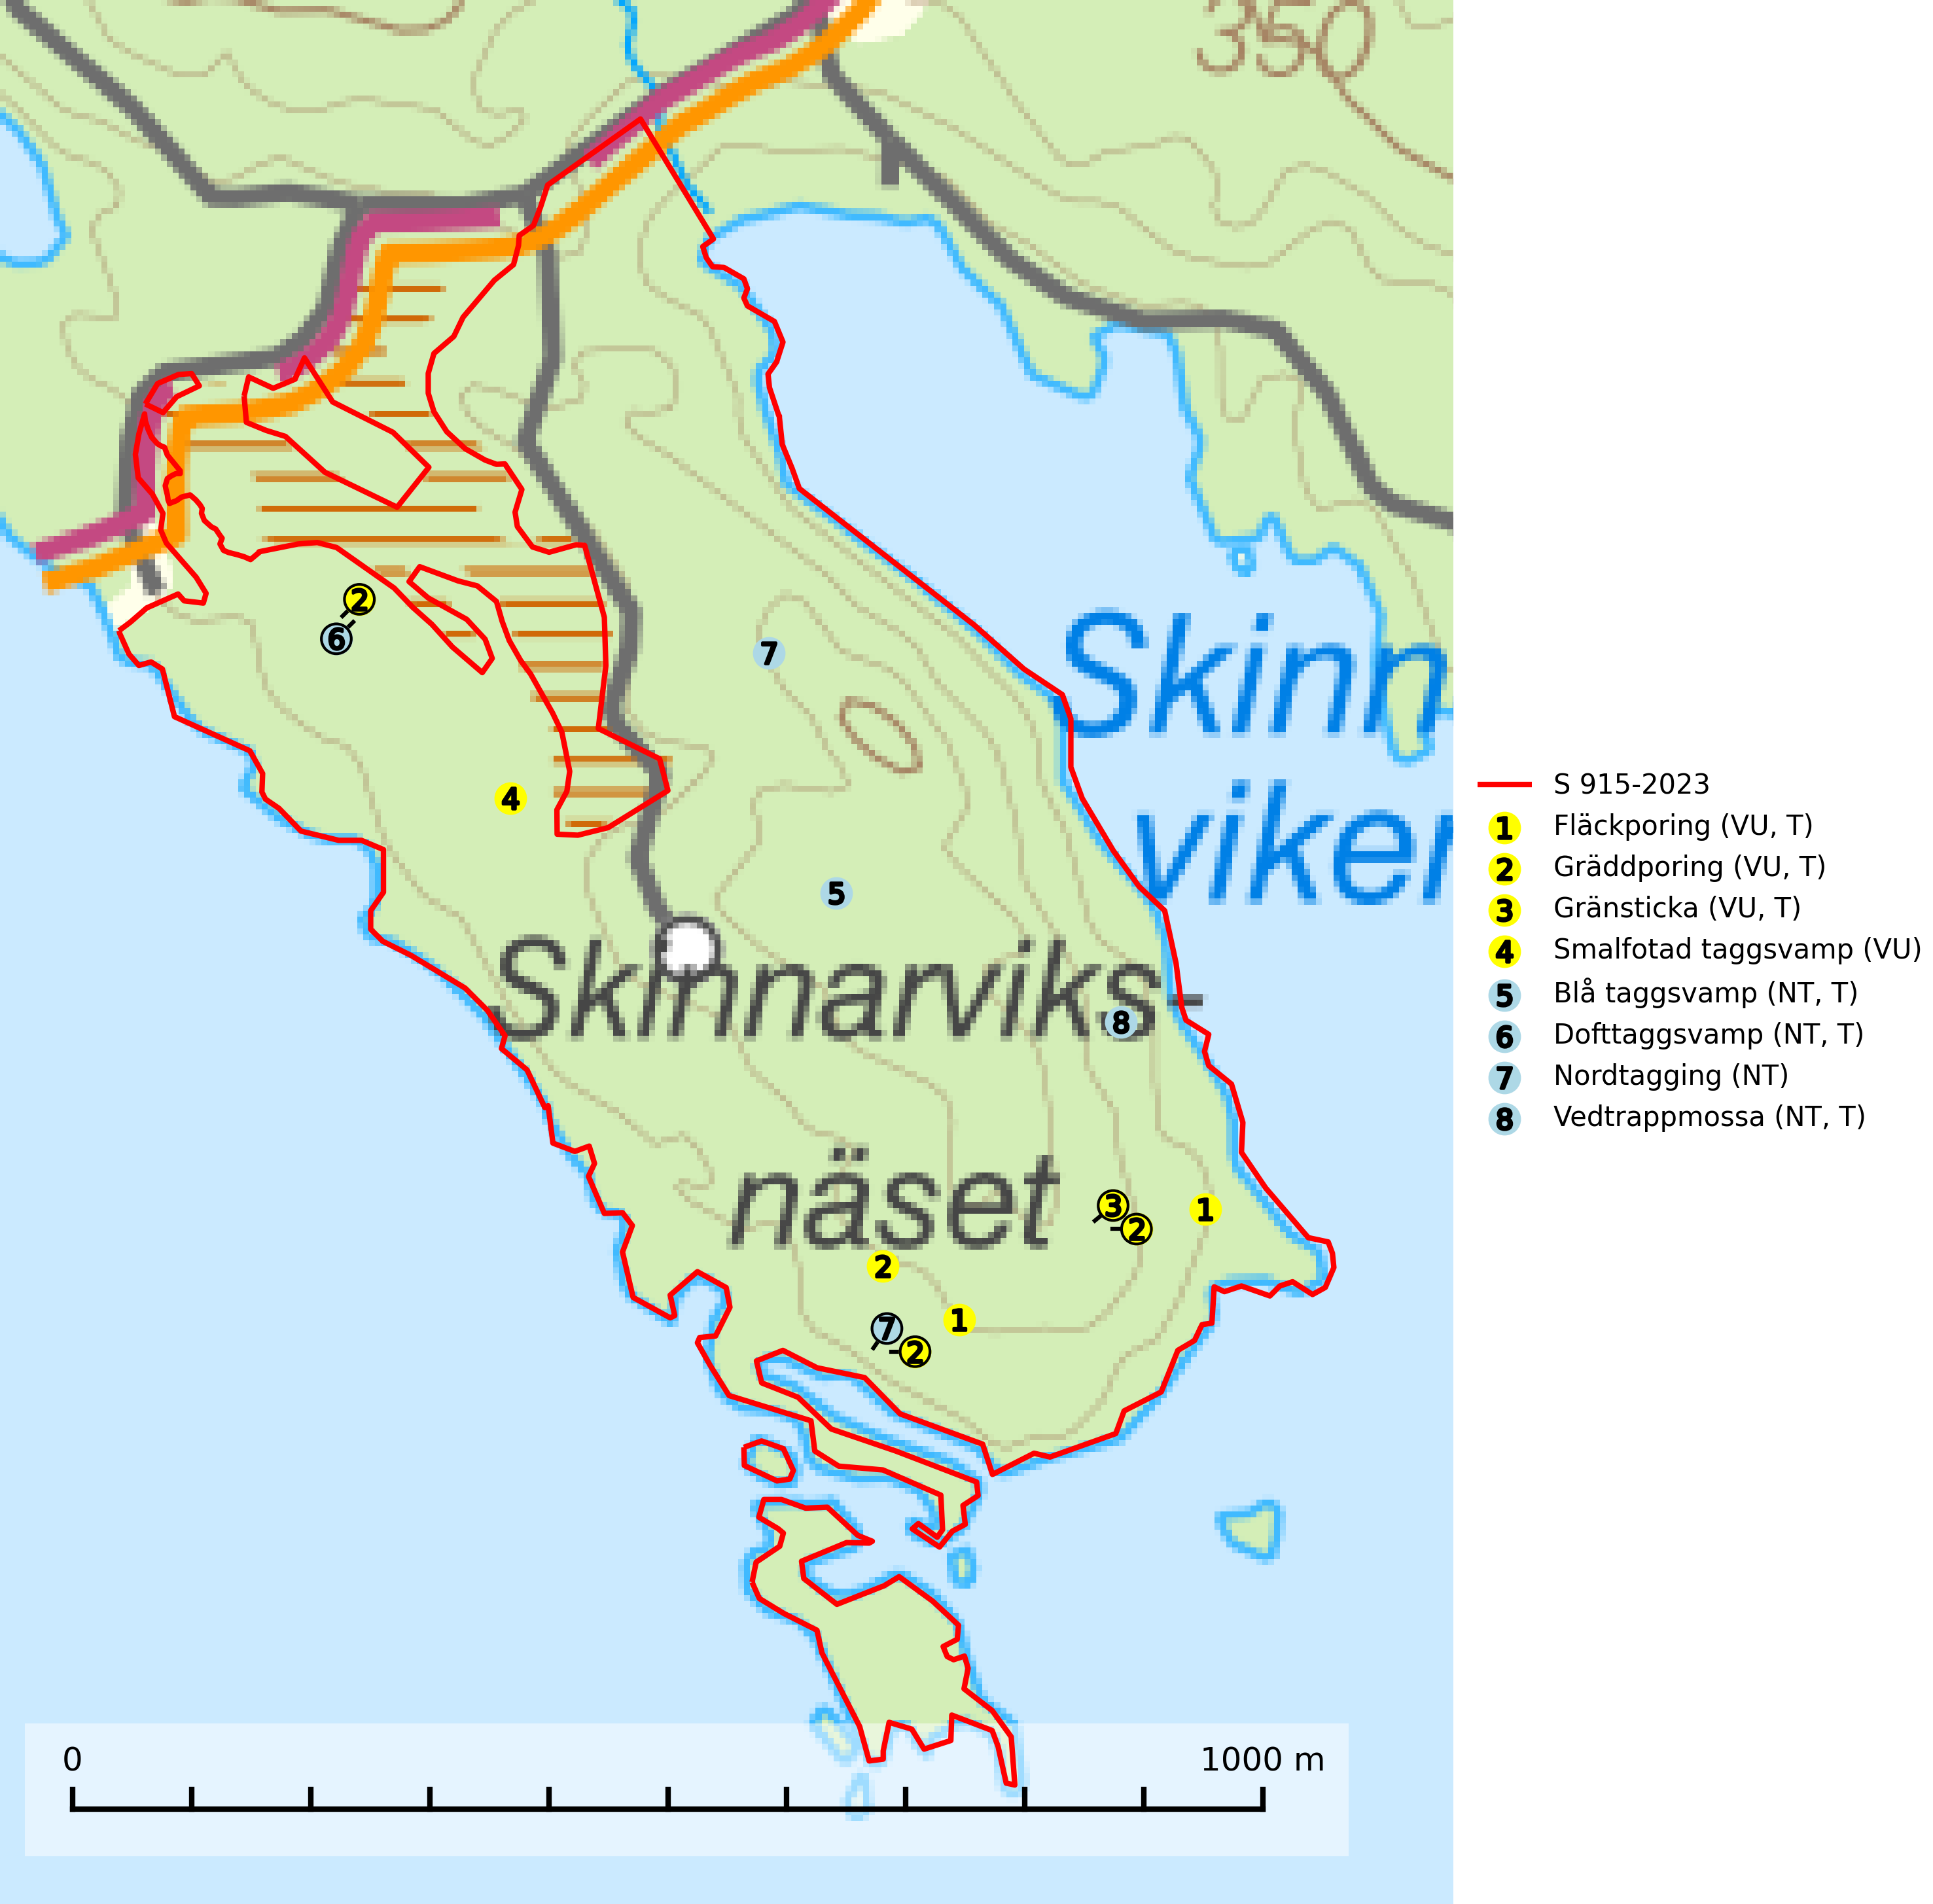 350
2
6
7
Skinn
viken
4
5
Skinnarviks-
8
näset
3
2
1
2
1
7
2
0 1000 m
S 915-2023
1 Fläckporing (VU, T)
2 Gräddporing (VU, T)
3 Gränsticka (VU, T)
4 Smalfotad taggsvamp (VU)
5 Blå taggsvamp (NT, T)
6 Dofttaggsvamp (NT, T)
7 Nordtagging (NT)
8 Vedtrappmossa (NT, T)